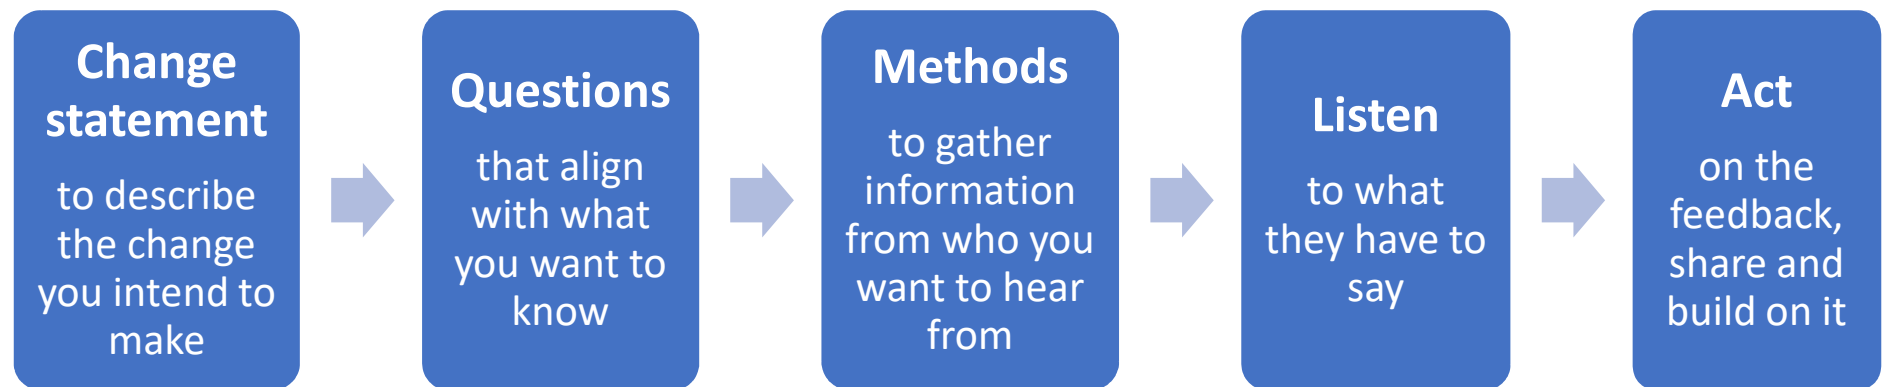 Change
statement
to describe
the change
you intend to
make
Questions
that align
with what
you want to
know
Methods
to gather
information
from who you
want to hear
from
Listen
to what
they have to
say
Act
on the
feedback,
share and
build on it